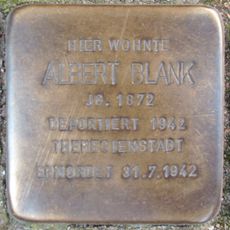 HIER WOHNTE
ALBERT BLANK
JG. 1872
DEPORTIERT 1942
THERESIENSTADT
ERMORDET 31.7.1942